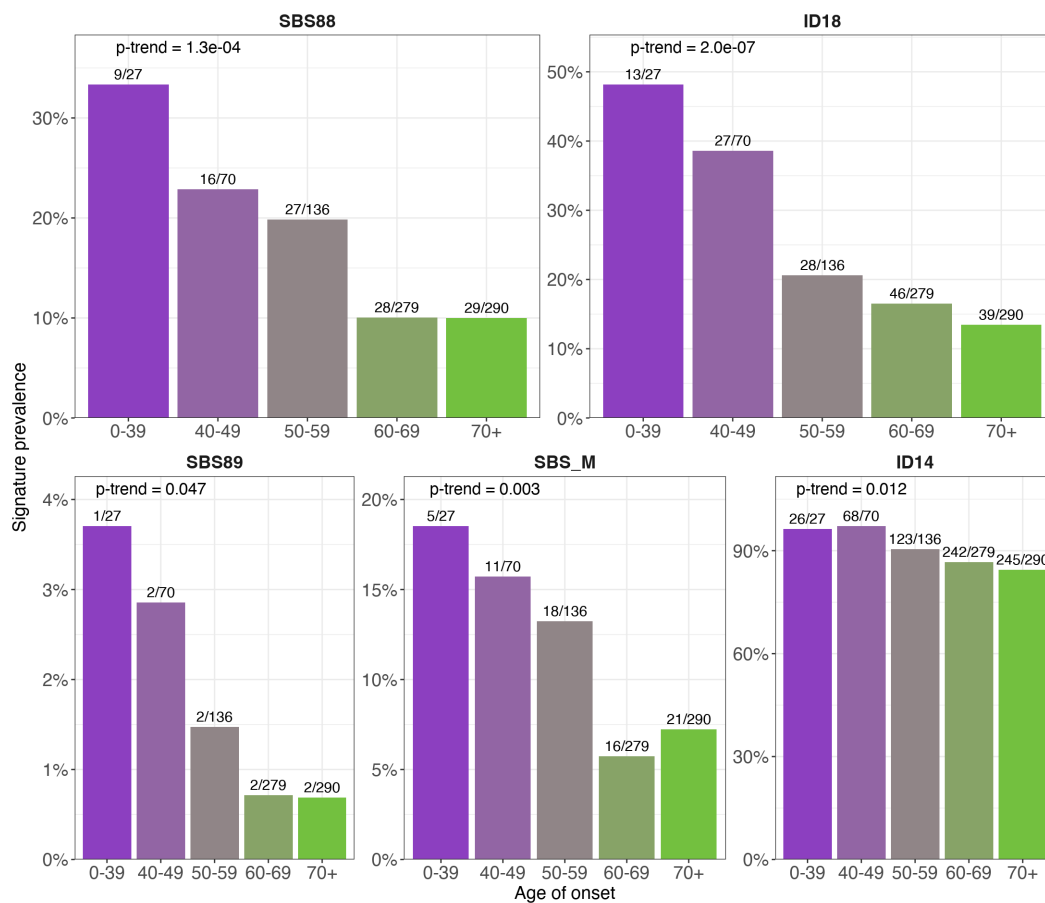 Signature prevalence
SBS88
p-trend = 1.3e-04
30%
20%
10%
0%
9/27
16/70
27/136
28/279
29/290
0-39 40-49 50-59 60-69 70+
ID18
p-trend = 2.0e-07
50%
40%
30%
20%
10%
0%
13/27
27/70
28/136
46/279
39/290
0-39 40-49 50-59 60-69 70+
SBS89
p-trend = 0.047
4%
3%
2%
1%
0%
1/27
2/70
2/136
2/279
2/290
0-39 40-49 50-59 60-69 70+
SBS_M
p-trend = 0.003
20%
15%
10%
5%
0%
5/27
11/70
18/136
16/279
21/290
0-39 40-49 50-59 60-69 70+
ID14
p-trend = 0.012
90%
60%
30%
0%
26/27
68/70
123/136
242/279
245/290
0-39 40-49 50-59 60-69 70+
Age of onset